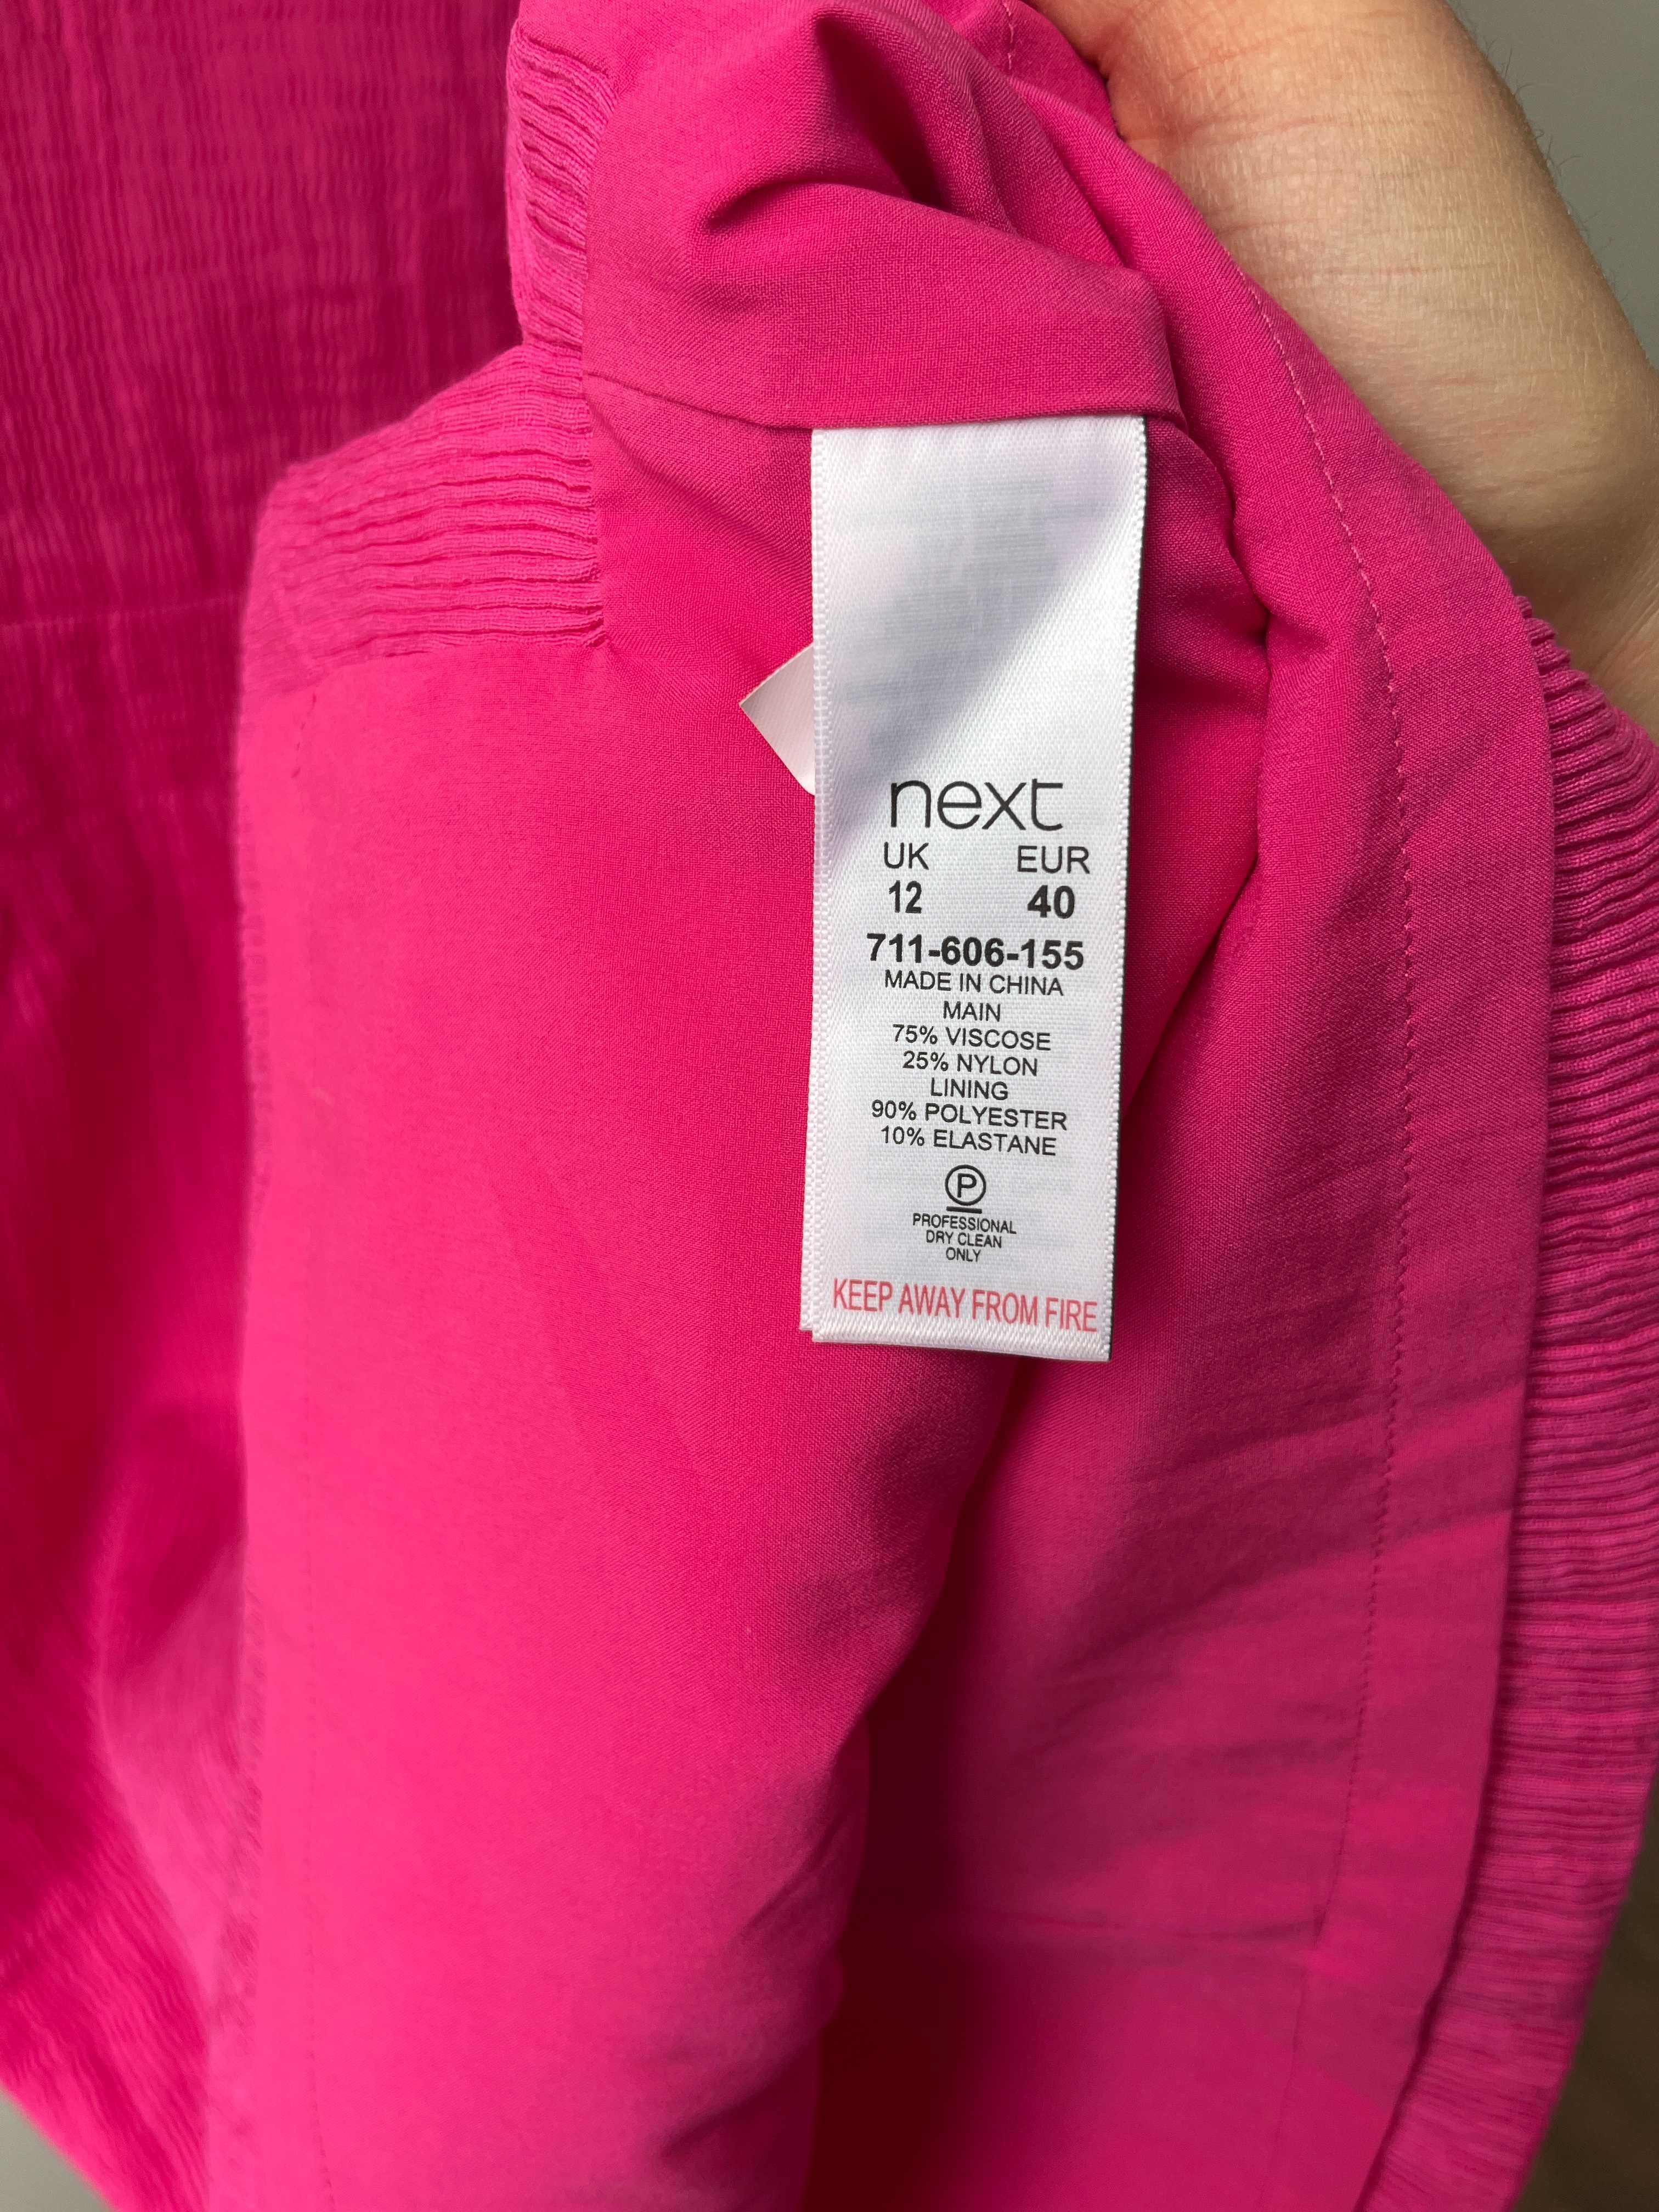 next
UK EUR
12 40
711-606-155
MADE IN CHINA
MAIN
75% VISCOSE
25% NYLON
LINING
90% POLYESTER
10% ELASTANE
P
PROFESSIONAL
DRY CLEAN
ONLY
KEEP AWAY FROM FIRE